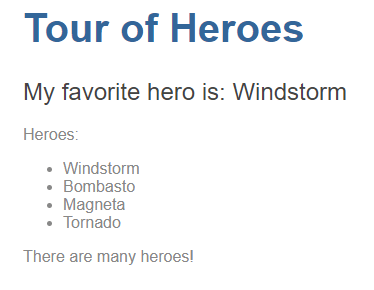 Tour of Heroes
My favorite hero is: Windstorm
Heroes:
Windstorm
Bombasto
Magneta
Tornado
There are many heroes!